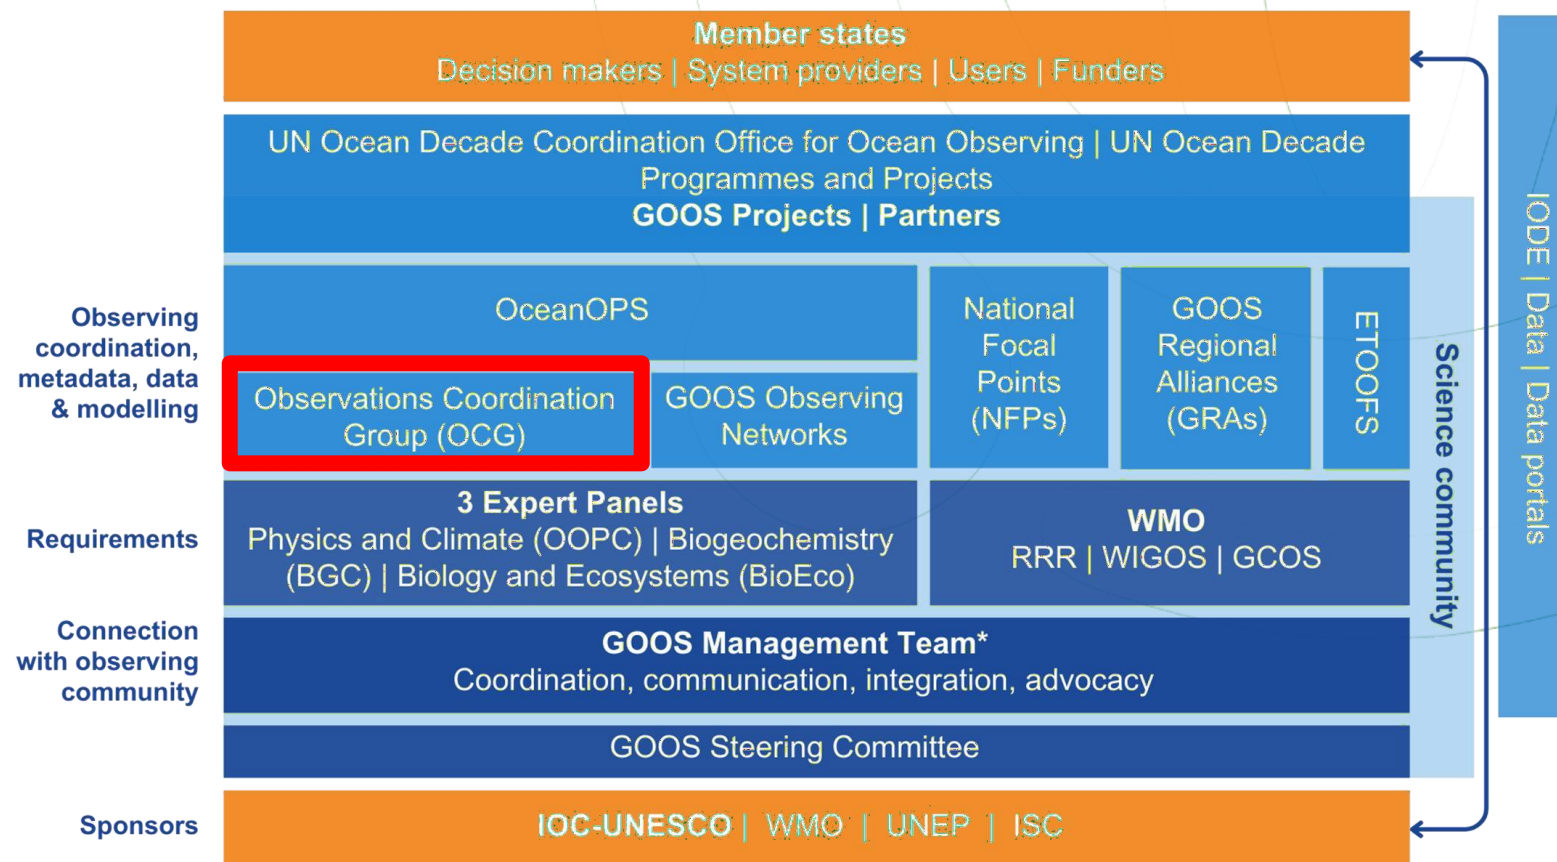 Member states
Decision makers | System providers | Users | Funders
UN Ocean Decade Coordination Office for Ocean Observing | UN Ocean Decade
Programmes and Projects
GOOS Projects | Partners
Observing
coordination,
metadata, data
& modelling
OceanOPS
Observations Coordination
Group (OCG)
GOOS Observing
Networks
National
Focal
Points
(NFPs)
GOOS
Regional
Alliances
(GRAs)
ETOOFS
Requirements
3 Expert Panels
Physics and Climate (OOPC) | Biogeochemistry
(BGC) | Biology and Ecosystems (BioEco)
WMO
RRR | WIGOS | GCOS
Connection
with observing
community
GOOS Management Team*
Coordination, communication, integration, advocacy
GOOS Steering Committee
Sponsors
IOC-UNESCO | WMO | UNEP | ISC
Science community
IODE | Data | Data portals